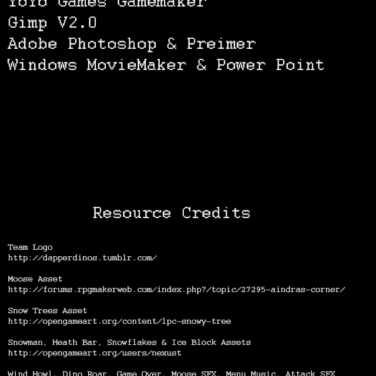 YoYo Games Gamemaker
Gimp V2.0
Adobe Photoshop & Preimer
Windows MovieMaker & Power Point
Resource Credits
Team Logo
http://dapperdinos.tumblr.com/
Moose Asset
http://forums.rpgmakerweb.com/index.php?/topic/27295-aindras-corner/
Snow Trees Asset
http://opengameart.org/content/lpc-snowy-tree
Snowman, Heath Bar, Snowflakes & Ice Block Assets
http://opengameart.org/users/nexust
Wind Howl, Dino Roar, Game Over, Moose SFX, Menu Music, Attack SFX